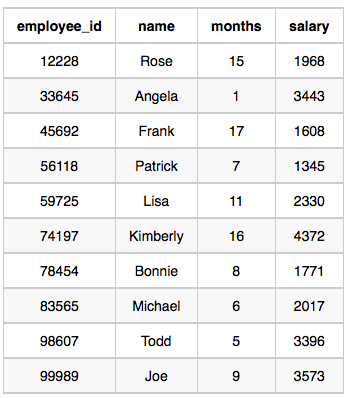 employee_id name months salary
12228 Rose 15 1968
33645 Angela 1 3443
45692 Frank 17 1608
56118 Patrick 7 1345
59725 Lisa 11 2330
74197 Kimberly 16 4372
78454 Bonnie 8 1771
83565 Michael 6 2017
98607 Todd 5 3396
99989 Joe 9 3573